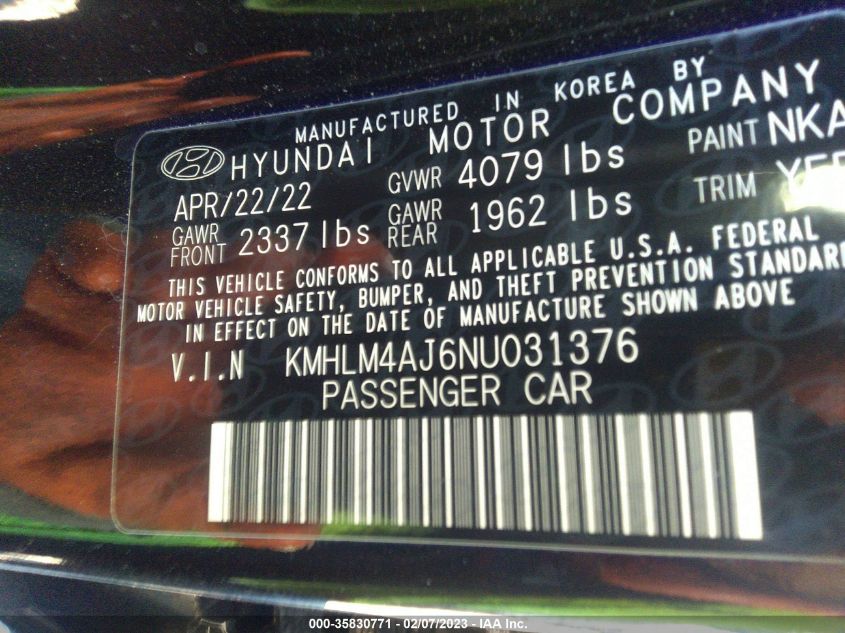 MANUFACTURED IN KOREA BY
HYUNDAI MOTOR COMPANY
APR/22/22 GVWR 4079 lbs PAINT NKA
GAWR FRONT 2337 lbs GAWR REAR 1962 lbs TRIM
THIS VEHICLE CONFORMS TO ALL APPLICABLE U.S.A. FEDERAL
MOTOR VEHICLE SAFETY, BUMPER, AND THEFT PREVENTION STANDARD
IN EFFECT ON THE DATE OF MANUFACTURE SHOWN ABOVE
V.I.N KMHLM4AJ6NU031376
PASSENGER CAR
000-35830771 - 02/07/2023 - IAA Inc.